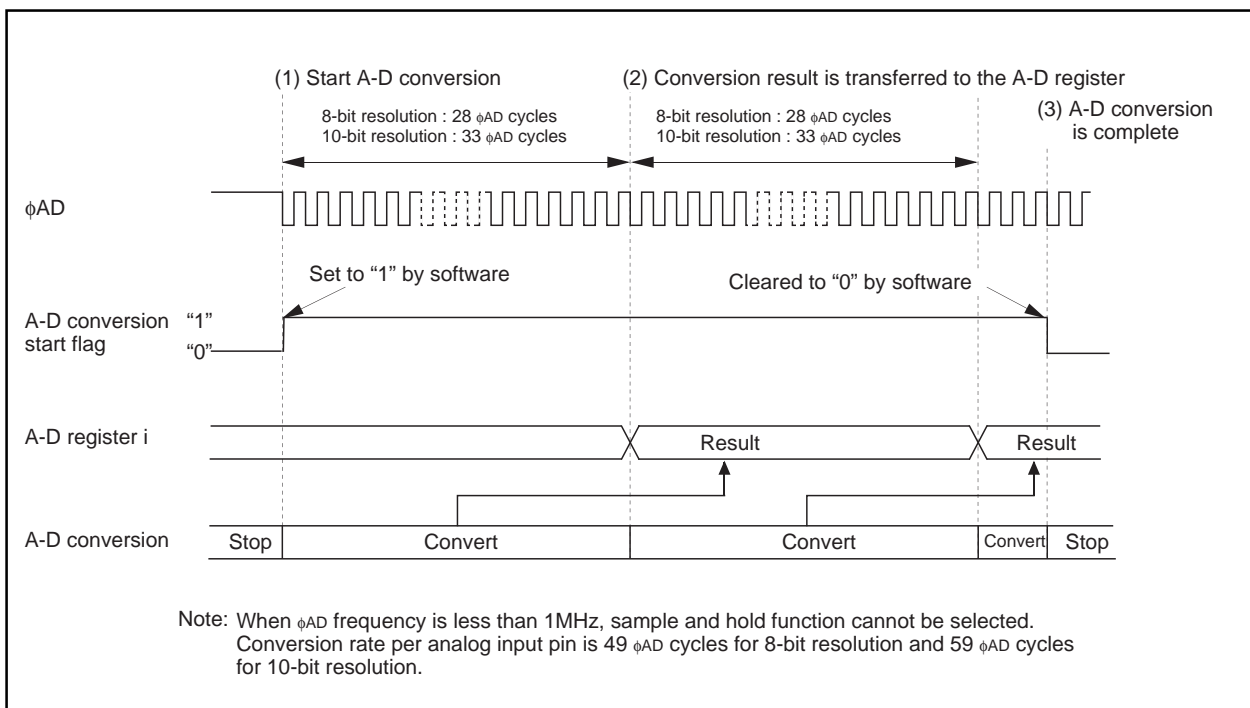 (1) Start A-D conversion
(2) Conversion result is transferred to the A-D register
(3) A-D conversion
is complete
8-bit resolution : 28 ϕAD cycles
10-bit resolution : 33 ϕAD cycles
8-bit resolution : 28 ϕAD cycles
10-bit resolution : 33 ϕAD cycles
ϕAD
Set to “1” by software
Cleared to “0” by software
A-D conversion
start flag
“1”
“0”
A-D register i
Result
Result
A-D conversion
Stop
Convert
Convert
Convert
Stop
Note: When ϕAD frequency is less than 1MHz, sample and hold function cannot be selected.
Conversion rate per analog input pin is 49 ϕAD cycles for 8-bit resolution and 59 ϕAD cycles
for 10-bit resolution.